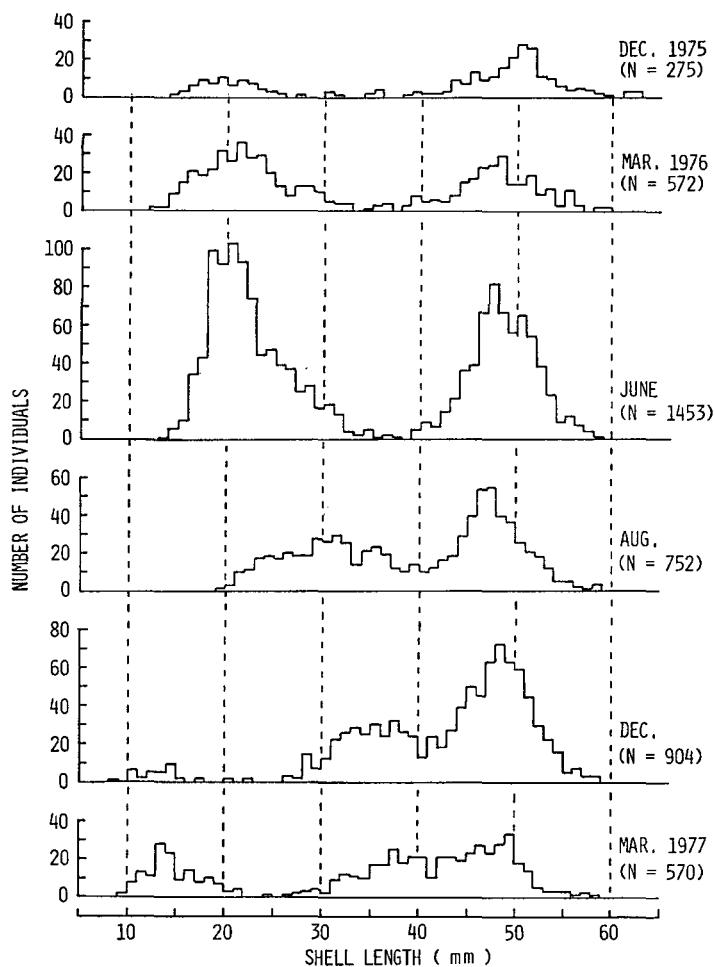 40
20
0
DEC. 1975
(N = 275)
40
20
0
MAR. 1976
(N = 572)
100
80
60
40
20
0
JUNE
(N = 1453)
NUMBER OF INDIVIDUALS
60
40
20
0
AUG.
(N = 752)
80
60
40
20
0
DEC.
(N = 904)
40
20
0
MAR. 1977
(N = 570)
10 20 30 40 50 60
SHELL LENGTH ( mm )